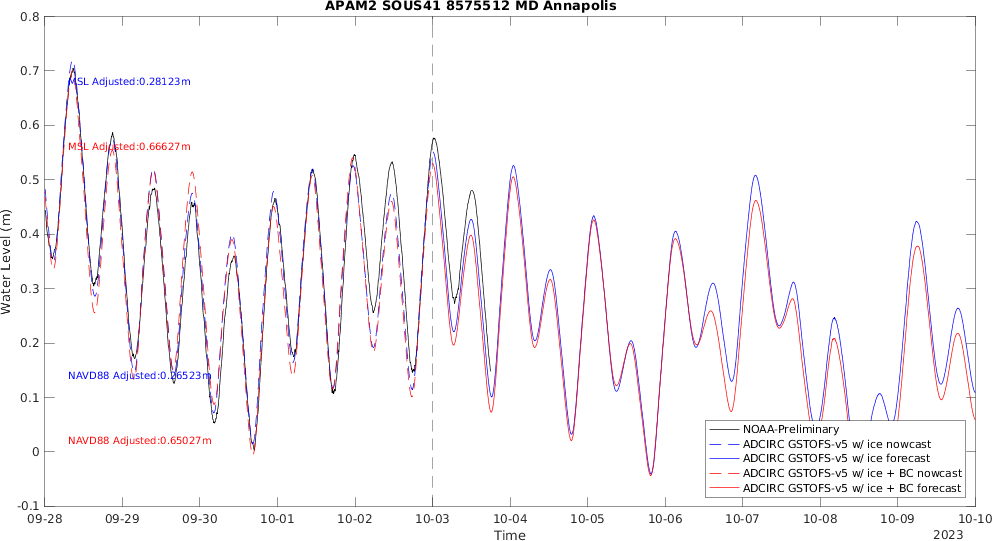 APAM2 SOUS41 8575512 MD Annapolis
0.8
0.7
0.6
0.5
0.4
0.3
0.2
0.1
0
-0.1
Water Level (m)
MSL Adjusted:0.28123m
MSL Adjusted:0.66627m
NAVD88 Adjusted:0.26523m
NAVD88 Adjusted:0.65027m
NOAA-Preliminary
ADCIRC GSTOFS-v5 w/ ice nowcast
ADCIRC GSTOFS-v5 w/ ice forecast
ADCIRC GSTOFS-v5 w/ ice + BC nowcast
ADCIRC GSTOFS-v5 w/ ice + BC forecast
09-28 09-29 09-30 10-01 10-02 10-03 10-04 10-05 10-06 10-07 10-08 10-09 10-10
Time
2023